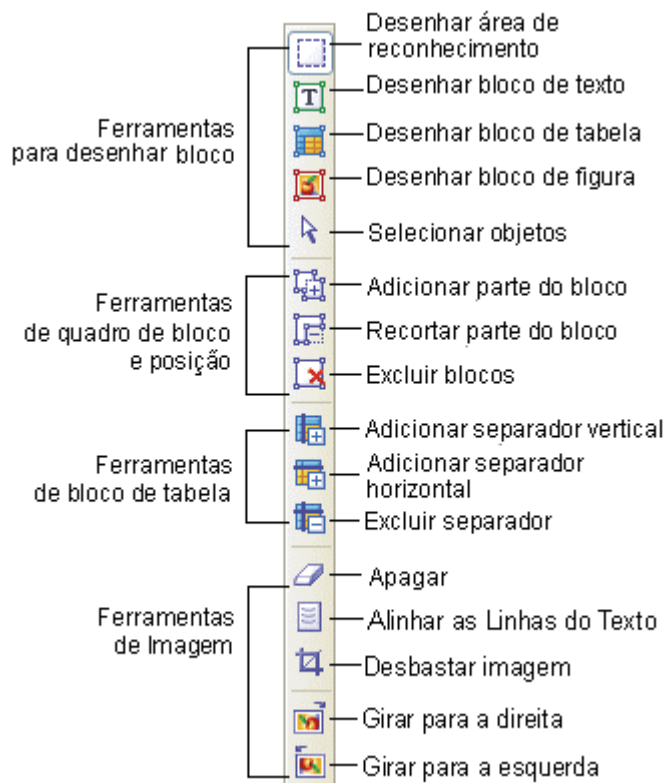 Desenhar área de
reconhecimento
Desenhar bloco de texto
Ferramentas
para desenhar bloco
Desenhar bloco de tabela
Desenhar bloco de figura
Selecionar objetos
Ferramentas
de quadro de bloco
e posição
Adicionar parte do bloco
Recortar parte do bloco
Excluir blocos
Ferramentas
de bloco de tabela
Adicionar separador vertical
Adicionar separador
horizontal
Excluir separador
Ferramentas
de Imagem
Apagar
Alinhar as Linhas do Texto
Desbastar imagem
Girar para a direita
Girar para a esquerda